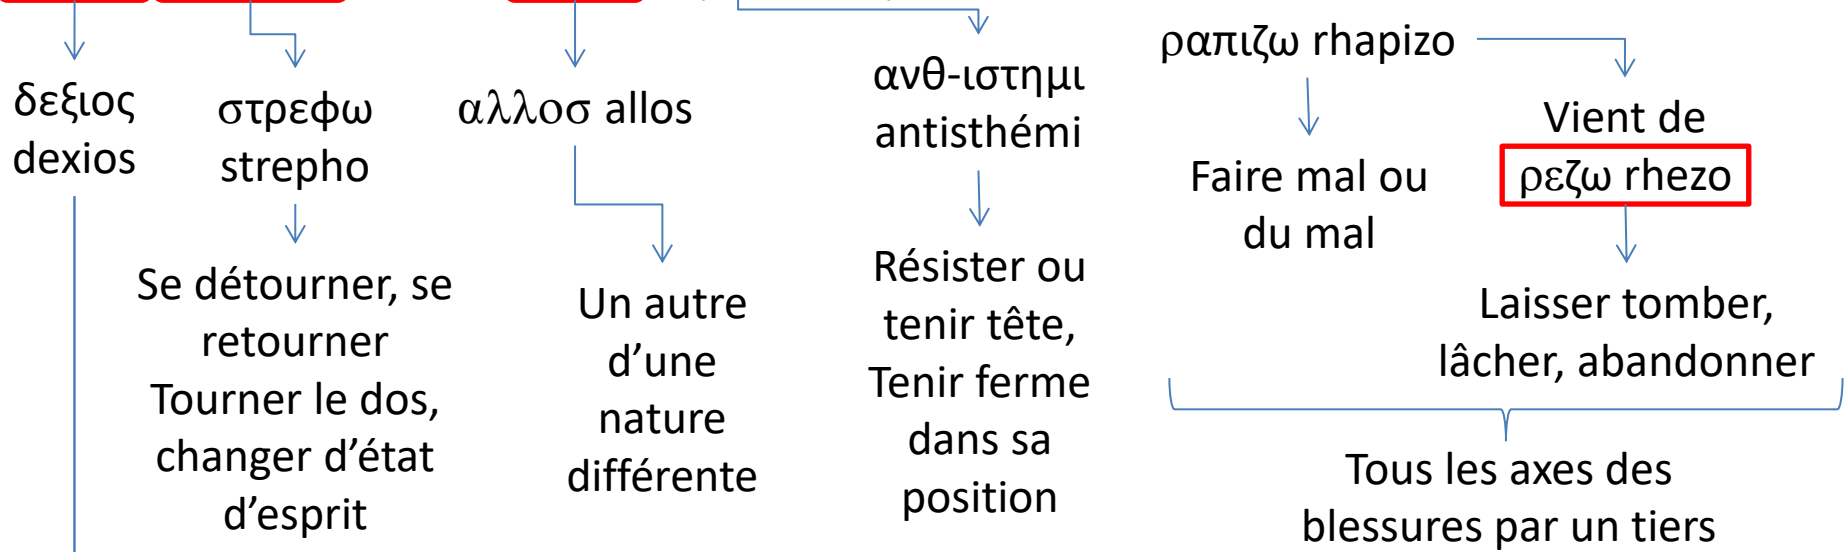 δεξιος
dexios
στρεφω
strepho
Se détourner, se
retourner
Tourner le dos,
changer d’état
d’esprit
αλλοσ allos
Un autre
d’une
nature
différente
ανθ-ιστημι
antisthémi
Résister ou
tenir tête,
Tenir ferme
dans sa
position
ραπιζω rhapizo
Faire mal ou
du mal
Vient de
ρεζω rhezo
Laisser tomber,
lâcher, abandonner
Tous les axes des
blessures par un tiers